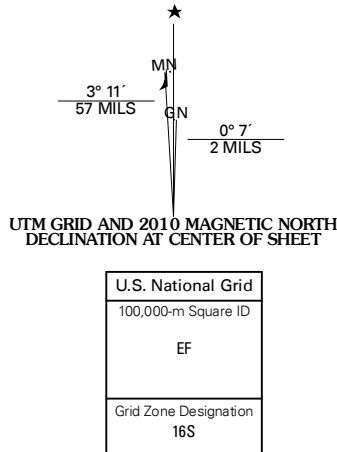 MN
3° 11´
57 MILS
GN
0° 7´
2 MILS
UTM GRID AND 2010 MAGNETIC NORTH
DECLINATION AT CENTER OF SHEET
U.S. National Grid
100,000-m Square ID
EF
Grid Zone Designation
16S